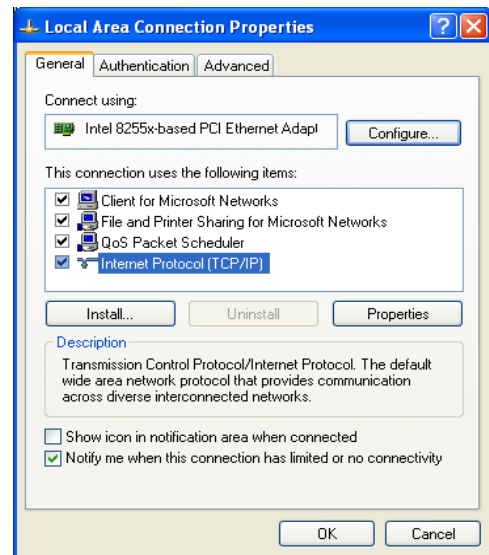 Local Area Connection Properties
General Authentication Advanced
Connect using:
Intel 8255x-based PCI Ethernet Adapt
Configure...
This connection uses the following items:
Client for Microsoft Networks
File and Printer Sharing for Microsoft Networks
QoS Packet Scheduler
Internet Protocol (TCP/IP)
Install... Uninstall Properties
Description
Transmission Control Protocol/Internet Protocol. The default
wide area network protocol that provides communication
across diverse interconnected networks.
Show icon in notification area when connected
Notify me when this connection has limited or no connectivity
OK Cancel